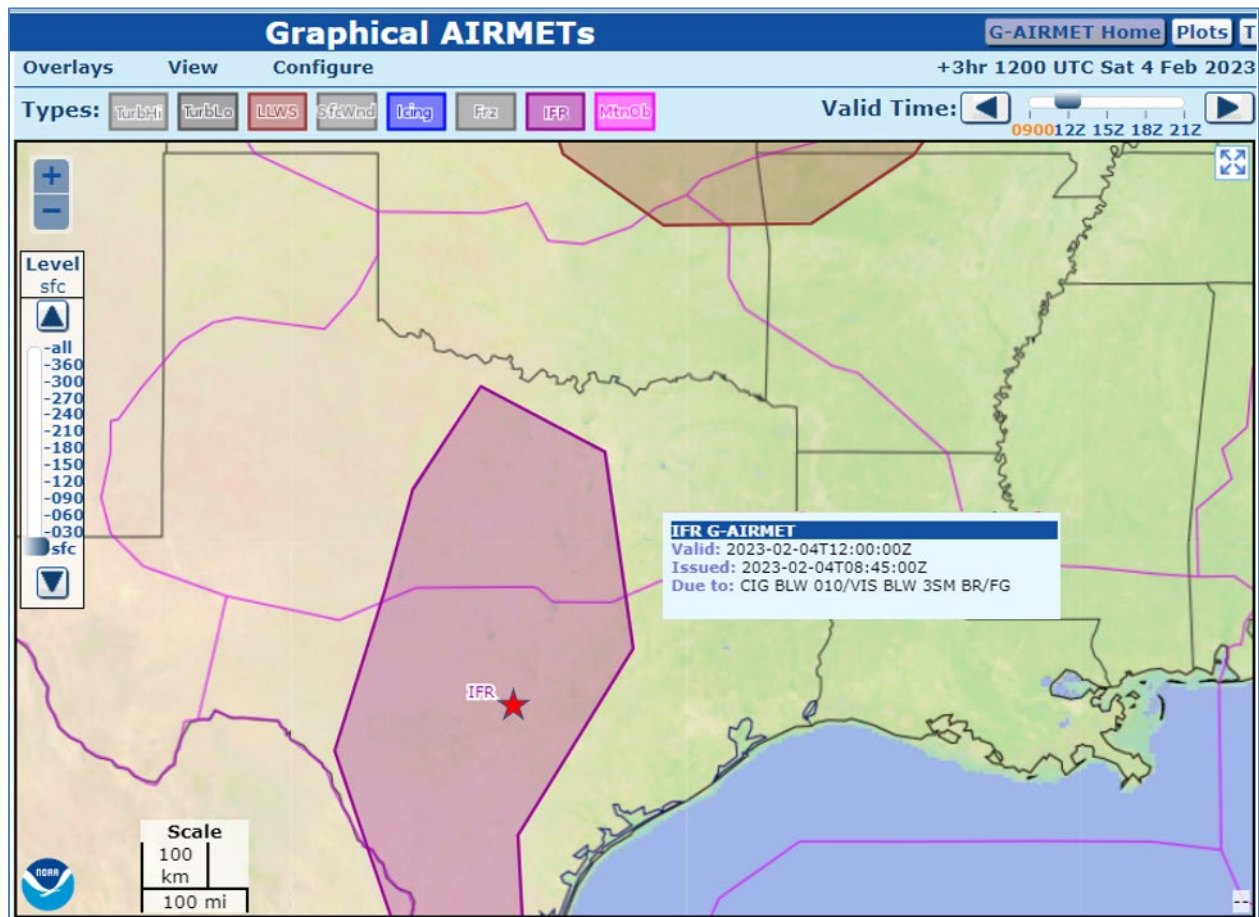 Graphical AIRMETs
G-AIRMET Home Plots T
Overlays View Configure +3hr 1200 UTC Sat 4 Feb 2023
Types: TurbHi TurbLo LLWS SfcWnd Icing Frz IFR MtnOb Valid Time:
0900 12Z 15Z 18Z 21Z
+
−
Level
sfc
-all
-360
-300
-270
-240
-210
-180
-150
-120
-090
-060
-030
sfc
IFR G-AIRMET
Valid: 2023-02-04T12:00:00Z
Issued: 2023-02-04T08:45:00Z
Due to: CIG BLW 010/VIS BLW 3SM BR/FG
IFR
Scale
100
km
100 mi
NOAA
--